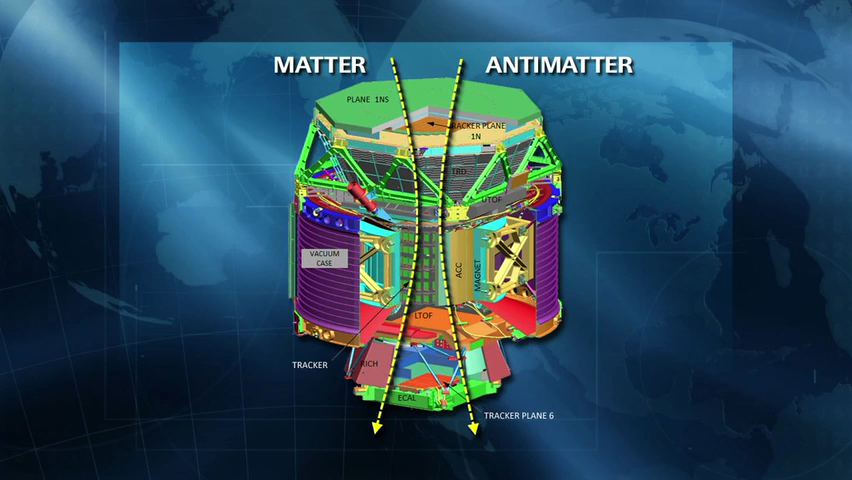 MATTER
ANTIMATTER
PLANE 1NS
RACKER PLANE
1N
TRD
UTOF
VACUUM
CASE
ACC
MAGNET
LTOF
TRACKER
RICH
ECAL
TRACKER PLANE 6